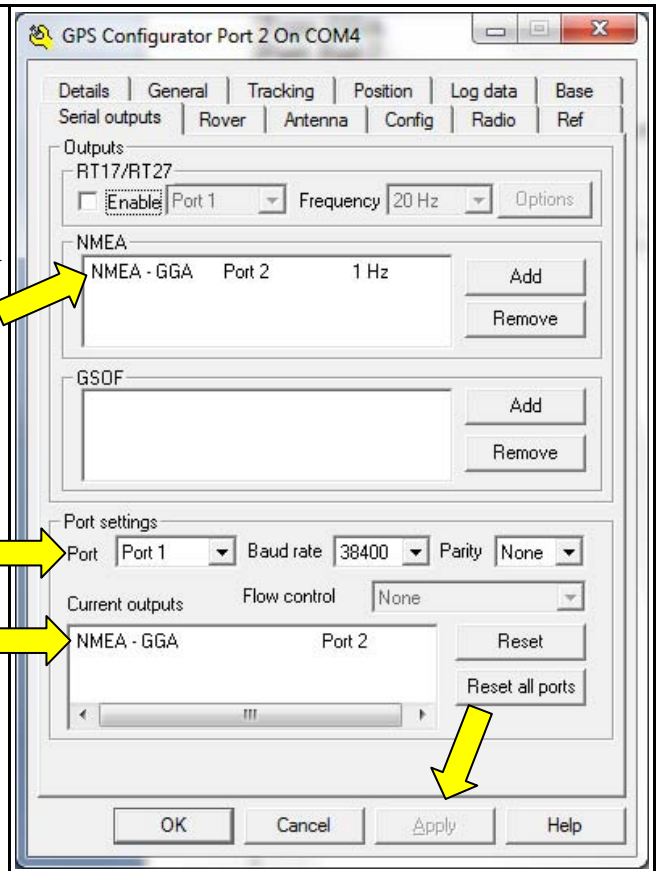 GPS Configurator Port 2 On COM4
Details General Tracking Position Log data Base
Serial outputs Rover Antenna Config Radio Ref
Outputs
RT17/RT27
Enable Port 1 Frequency 20 Hz Options
NMEA
NMEA - GGA Port 2 1 Hz
Add
Remove
GSOF
Add
Remove
Port settings
Port Port 1 Baud rate 38400 Parity None
Current outputs Flow control None
NMEA - GGA Port 2
Reset
Reset all ports
OK Cancel Apply Help